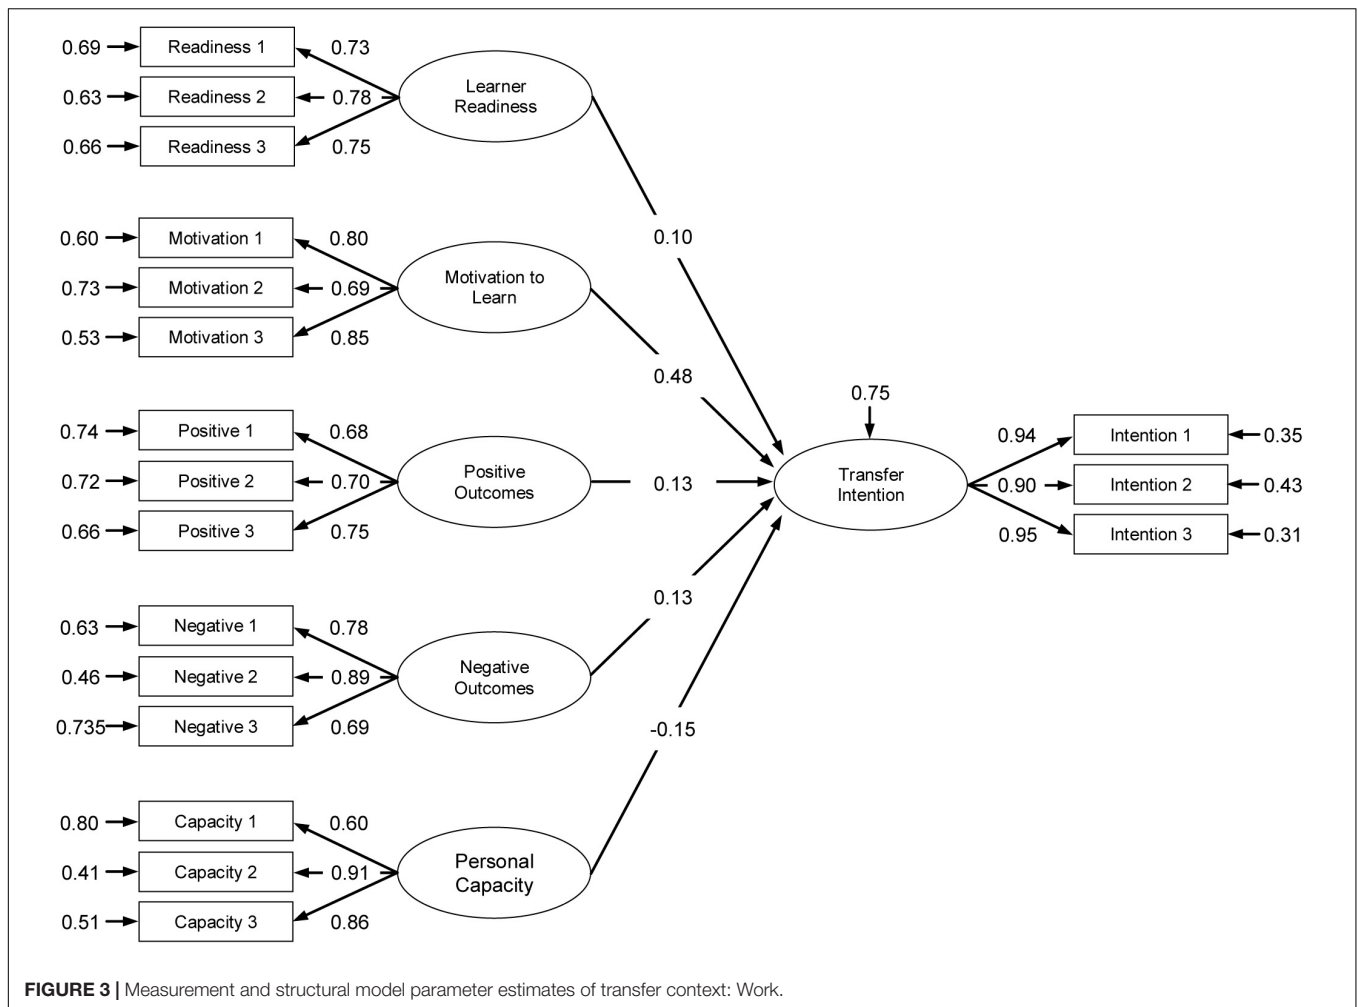 0.69
Readiness 1
0.73
0.63
Readiness 2
0.78
0.66
Readiness 3
0.75
Learner
Readiness
0.10
0.60
Motivation 1
0.80
0.73
Motivation 2
0.69
0.53
Motivation 3
0.85
Motivation to
Learn
0.48
0.74
Positive 1
0.68
0.72
Positive 2
0.70
0.66
Positive 3
0.75
Positive
Outcomes
0.13
0.63
Negative 1
0.78
0.46
Negative 2
0.89
0.735
Negative 3
0.69
Negative
Outcomes
0.13
0.80
Capacity 1
0.60
0.41
Capacity 2
0.91
0.51
Capacity 3
0.86
Personal
Capacity
-0.15
0.75
Transfer
Intention
0.94
Intention 1
0.35
0.90
Intention 2
0.43
0.95
Intention 3
0.31
FIGURE 3 | Measurement and structural model parameter estimates of transfer context: Work.